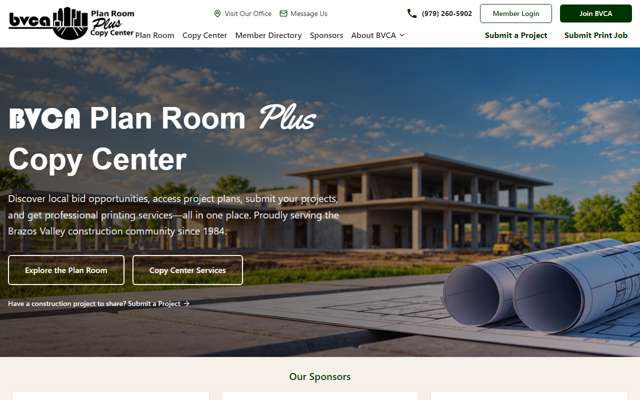 bvca Plan Room Plus Copy Center
Visit Our Office
Message Us
(979) 260-5902
Member Login
Join BVCA
Plan Room
Copy Center
Member Directory
Sponsors
About BVCA
Submit a Project
Submit Print Job
BVCA Plan Room Plus
Copy Center
Discover local bid opportunities, access project plans, submit your projects,
and get professional printing services—all in one place. Proudly serving the
Brazos Valley construction community since 1984.
Explore the Plan Room
Copy Center Services
Have a construction project to share? Submit a Project →
Our Sponsors